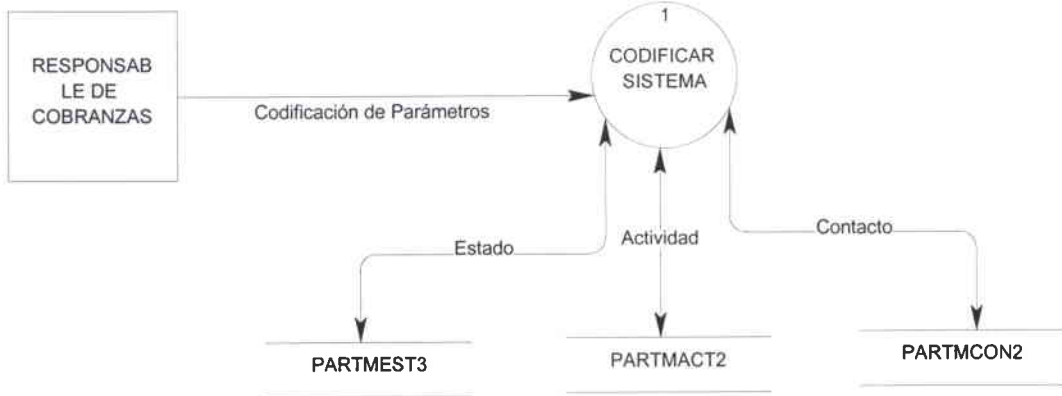 1
CODIFICAR
SISTEMA
RESPONSAB
LE DE
COBRANZAS
Codificación de Parámetros
Estado
Actividad
Contacto
PARTMEST3
PARTMACT2
PARTMCON2